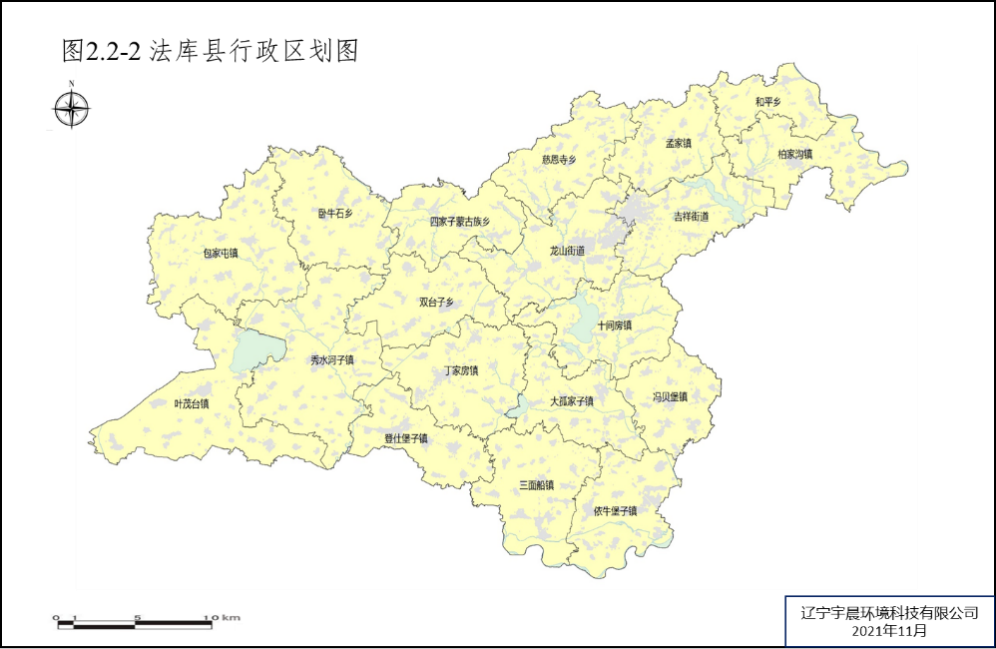 图2.2-2 法库县行政区划图
N
和平乡
孟家镇
柏家沟镇
慈恩寺乡
卧牛石乡
四家子蒙古族乡
吉祥街道
包家屯镇
龙山街道
双台子乡
十间房镇
秀水河子镇
丁家房镇
叶茂台镇
大孤家子镇
冯贝堡镇
登仕堡子镇
三面船镇
依牛堡子镇
0 1 5 10 km
辽宁宇晨环境科技有限公司
2021年11月